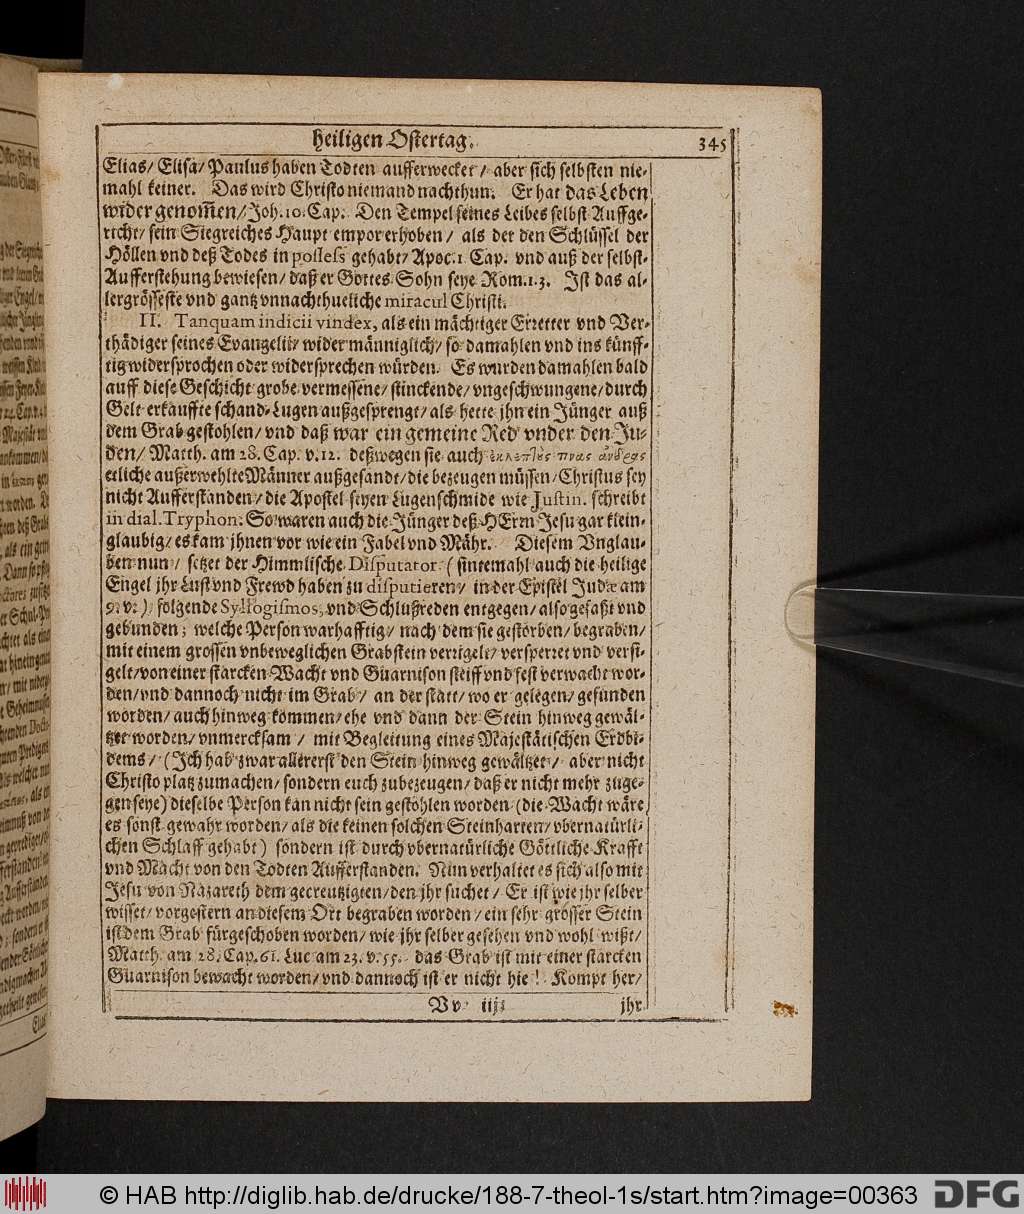 heiligen Ostertag. 345
Elias/ Elisa/ Paulus haben Todten aufferwecket/ aber sich selbsten nie-
mahl keiner. Das wird Christo niemand nachthun. Er hat das Leben
wider genom̃en/ Joh. 10. Cap. Den Tempel seines Leibes selbst Auffge-
richt/ sein Siegreiches Haupt empor erhoben/ als der den Schlüssel der
Höllen vnd deß Todes in possess gehabt/ Apoc. 1. Cap. vnd auß der selbst-
Aufferstehung bewiesen/ daß er Gottes Sohn seye Rom. 1. 3. Ist das al-
lergrösseste vnd gantz vnnachthueliche miracul Christi.
II. Tanquam indicii vindex, als ein mächtiger Erretter vnd Ver-
thädiger seines Evangelii/ wider männiglich/ so damahlen vnd ins künff-
tig widersprochen oder widersprechen würden. Es wurden damahlen bald
auff diese Geschicht grobe vermessene/ stinckende/ vngeschwungene/ durch
Gelt erkauffte schand-Lugen außgesprengt/ als hette jhn ein Jünger auß
dem Grab gestohlen/ vnd daß war ein gemeine Red vnder den Ju-
den/ Matth. am 28. Cap. v. 12. deßwegen sie auch
etliche außerwehlte Männer außgesandt/ die bezeugen müssen/ Christus sey
nicht Aufferstanden/ die Apostel seyen Lugenschmide wie Justin. schreibt
in dial. Tryphon. So waren auch die Jünger deß HErrn Jesu gar klein-
glaubig/ es kam jhnen vor wie ein Fabel vnd Mähr. Diesem Vnglau-
ben nun/ setzet der Himmlische Disputator (sintemahl auch die heilige
Engel jhr Lust vnd Frewd haben zu disputieren/ in der Epistel Judæ am
9. v.) folgende Syllogismos, vnd Schlußreden entgegen/ also gefaßt vnd
gebunden; welche Person warhafftig/ nach dem sie gestorben/ begraben/
mit einem grossen vnbeweglichen Grabstein verrigelt/ versperret vnd versi-
gelt/ von einer starcken Wacht vnd Guarnison steiff vnd fest verwacht wor-
den/ vnd dannoch nicht im Grab/ an der statt/ wo er gelegen/ gefunden
worden/ auch hinweg kommen/ ehe vnd dann der Stein hinweg gewäl-
tzet worden/ vnmercksam/ mit Begleitung eines Majestätischen Erdbi-
dems/ (Ich hab zwar allererst den Stein hinweg gewältzet/ aber nicht
Christo platz zumachen/ sondern euch zubezeugen/ daß er nicht mehr zuge-
gen seye) dieselbe Person kan nicht sein gestohlen worden (die Wacht wäre
es sonst gewahr worden/ als die keinen solchen Steinharten/ vbernatürli-
chen Schlaff gehabt) sondern ist durch vbernatürliche Göttliche Krafft
vnd Macht von den Todten Aufferstanden. Nun verhaltet es sich also mit
Jesu von Nazareth dem gecreutzigten/ den jhr suchet/ Er ist wie jhr selber
wisset/ vorgestern an diesem Ort begraben worden/ ein sehr grosser Stein
ist dem Grab fürgeschoben worden/ wie jhr selber gesehen vnd wohl wißt/
Matth. am 28. Cap. 61. Luc am 23. v. 55. das Grab ist mit einer starcken
Guarnison bewacht worden/ vnd dannoch ist er nicht hie! Kompt her/
Vv iij jhr
© HAB http://diglib.hab.de/drucke/188-7-theol-1s/start.htm?image=00363 DFG